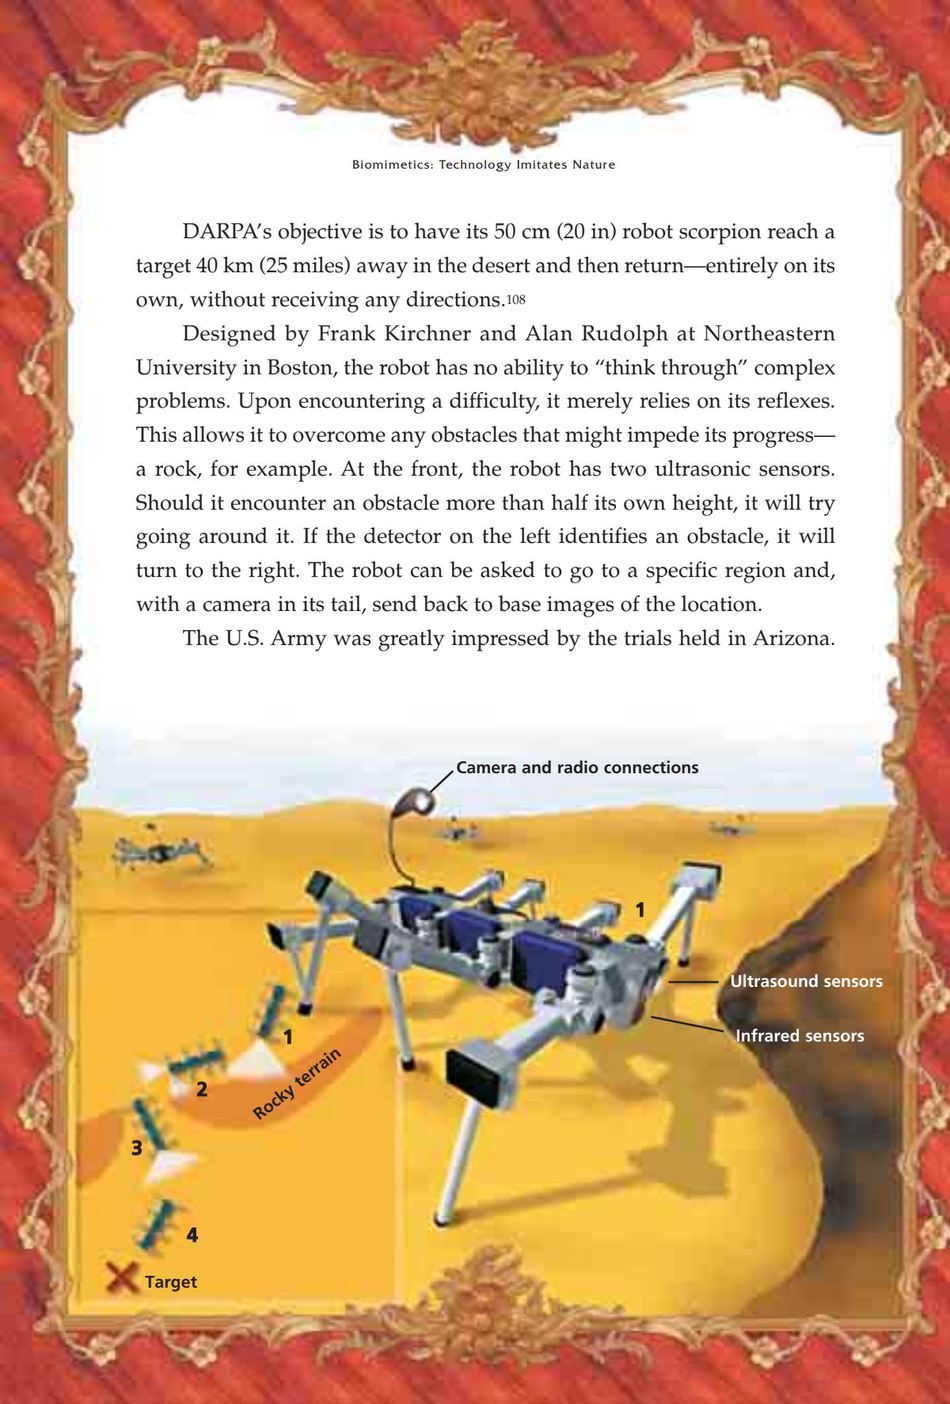 Biomimetics: Technology Imitates Nature
DARPA’s objective is to have its 50 cm (20 in) robot scorpion reach a
target 40 km (25 miles) away in the desert and then return—entirely on its
own, without receiving any directions.108
Designed by Frank Kirchner and Alan Rudolph at Northeastern
University in Boston, the robot has no ability to “think through” complex
problems. Upon encountering a difficulty, it merely relies on its reflexes.
This allows it to overcome any obstacles that might impede its progress—
a rock, for example. At the front, the robot has two ultrasonic sensors.
Should it encounter an obstacle more than half its own height, it will try
going around it. If the detector on the left identifies an obstacle, it will
turn to the right. The robot can be asked to go to a specific region and,
with a camera in its tail, send back to base images of the location.
The U.S. Army was greatly impressed by the trials held in Arizona.
Camera and radio connections
1
Ultrasound sensors
Infrared sensors
1
Rocky terrain
2
3
4
Target